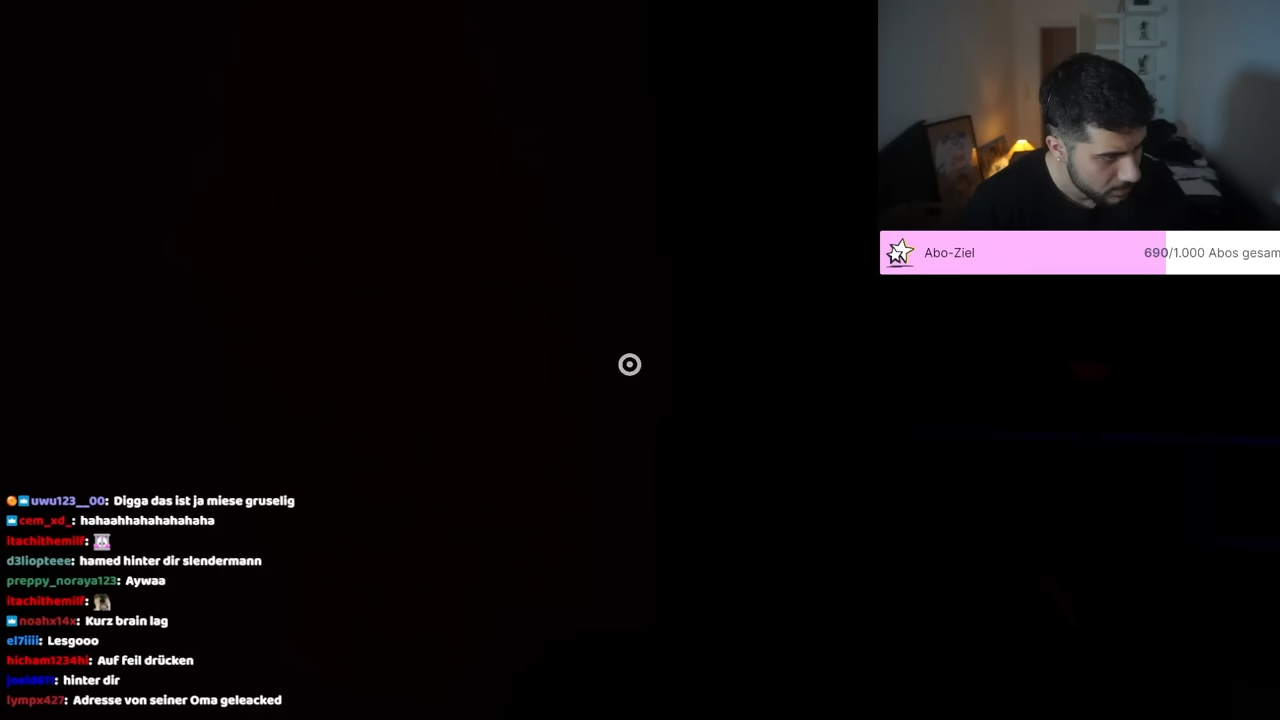 Abo-Ziel
690/1.000 Abos gesam
uwu123__00: Digga das ist ja miese gruselig
cem_xd_: hahaahhahahahahaha
itachithemilf:
d3liopteee: hamed hinter dir slendermann
preppy_noraya123: Aywaa
itachithemilf:
noahx14x: Kurz brain lag
el7iiii: Lesgooo
hicham1234hi: Auf feil drücken
hinter dir
lympx427: Adresse von seiner Oma geleacked